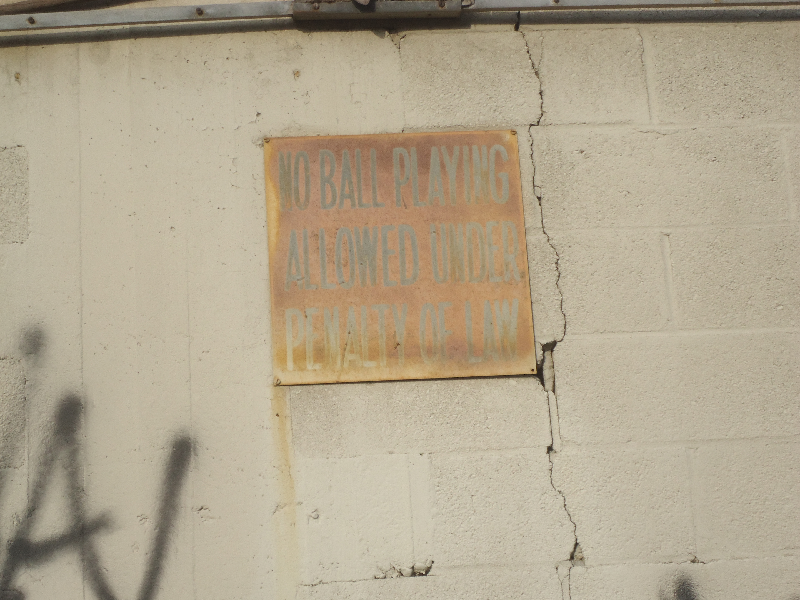 NO BALL PLAYING
ALLOWED UNDER
PENALTY OF LAW